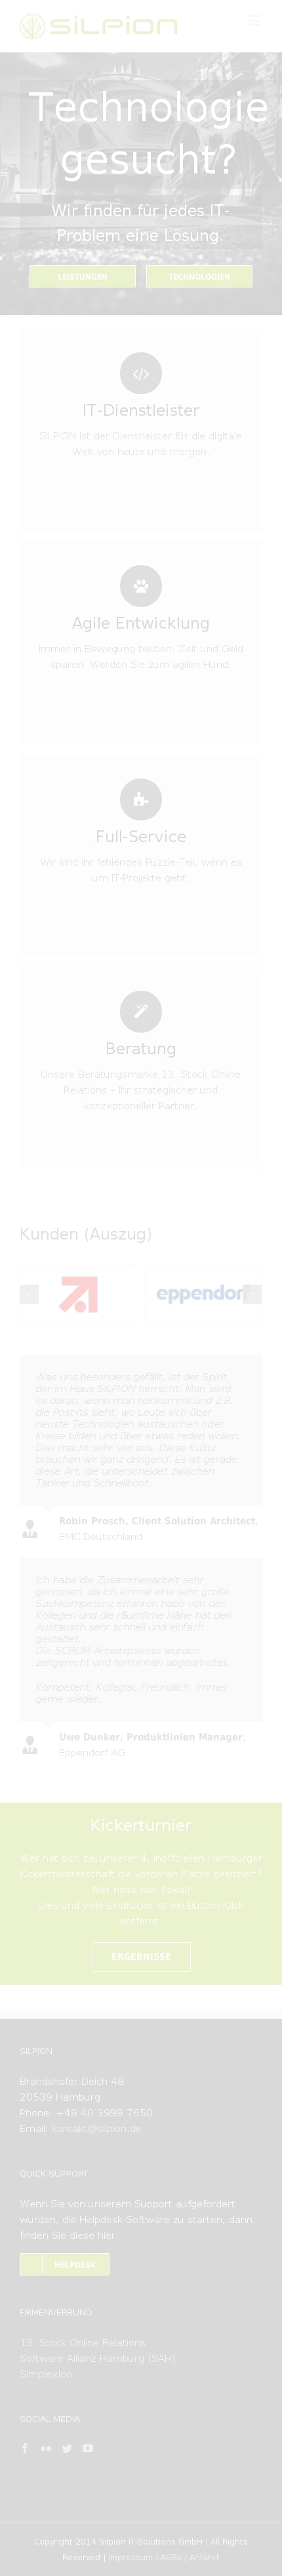 SILPION
Technologie
gesucht?
Wir finden für jedes IT-
Problem eine Lösung.
LEISTUNGEN
TECHNOLOGIEN
IT-Dienstleister
SILPION ist der Dienstleister für die digitale
Welt von heute und morgen.
Agile Entwicklung
Immer in Bewegung bleiben. Zeit und Geld
sparen. Werden Sie zum agilen Hund.
Full-Service
Wir sind Ihr fehlendes Puzzle-Teil, wenn es
um IT-Projekte geht.
Beratung
Unsere Beratungsmarke 13. Stock Online
Relations – Ihr strategischer und
konzeptioneller Partner.
Kunden (Auszug)
eppendorf
Was uns besonders gefällt, ist der Spirit,
der im Haus SILPION herrscht: Man sieht
es daran, wenn man reinkommt und z.B.
die Post-its sieht, wo Leute sich über
neuste Technologien austauschen oder
Kreise bilden und über etwas reden wollen.
Das macht sehr viel aus. Diese Kultur
brauchen wir ganz dringend. Es ist gerade
diese Art, die unterscheidet zwischen
Tanker und Schnellboot.
Robin Prosch, Client Solution Architect,
EMC Deutschland
Ich habe die Zusammenarbeit sehr
genossen, da ich einmal eine sehr große
Sachkompetenz erfahren habe von den
Kollegen und die räumliche Nähe hat den
Austausch sehr schnell und einfach
gestaltet.
Die SCRUM-Arbeitspakete wurden
zeitgerecht und terminnah abgearbeitet.
Kompetent. Kollegial. Freundlich. Immer
gerne wieder.
Uwe Dunker, Produktlinien Manager,
Eppendorf AG
Kickerturnier
Wer hat sich bei unserer 4. inoffiziellen Hamburger
Kickermeisterschaft die vorderen Plätze gesichert?
Wer holte den Pokal?
Dies und viele Eindrücke ist ein Button-Klick
entfernt.
ERGEBNISSE
SILPION
Brandshofer Deich 48
20539 Hamburg
Phone: +49 40 3999 7650
Email: kontakt@silpion.de
QUICK SUPPORT
Wenn Sie von unserem Support aufgefordert
wurden, die Helpdesk-Software zu starten, dann
finden Sie diese hier:
HELPDESK
FIRMENVERBUND
13. Stock Online Relations
Software Allianz Hamburg (SAH)
Simplexion
SOCIAL MEDIA
Copyright 2014 Silpion IT-Solutions GmbH | All Rights
Reserved | Impressum | AGBs | Anfahrt